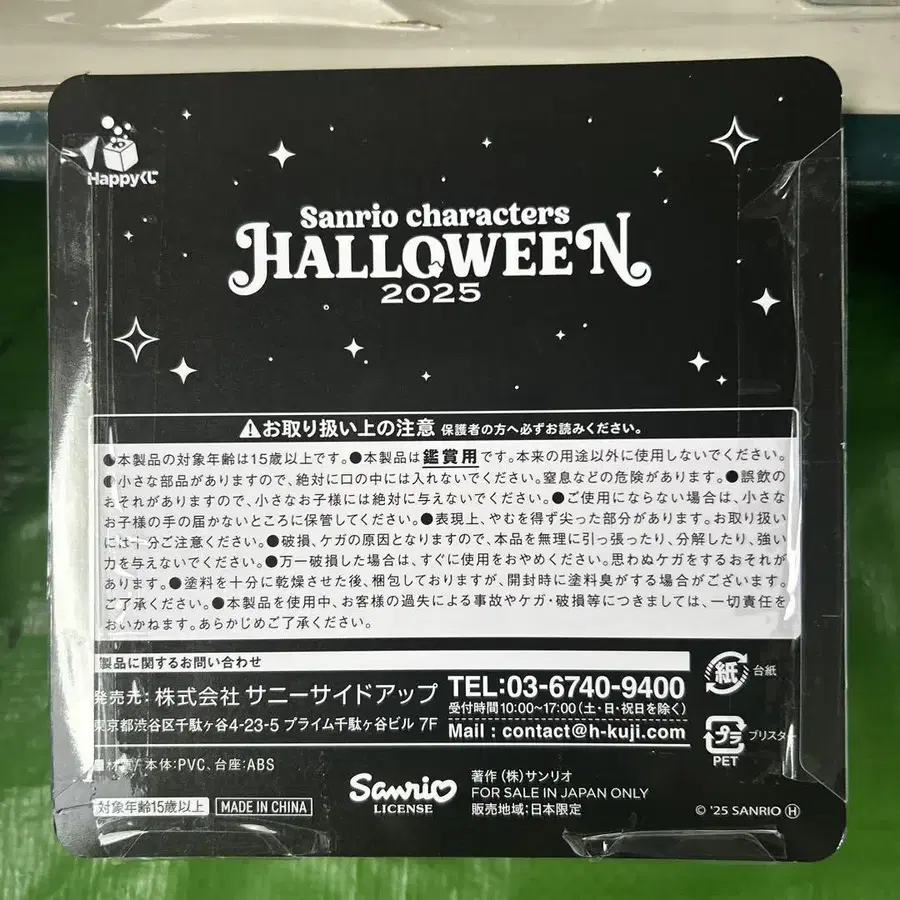 Happyくじ
Sanrio characters
HALLOWEEN
2025
お取り扱い上の注意 保護者の方へ必ずお読みください。
●本製品の対象年齢は15歳以上です。●本製品は鑑賞用です。本来の用途以外に使用しないでください。
●小さな部品がありますので、絶対に口の中には入れないでください。窒息などの危険があります。●誤飲の
おそれがありますので、小さなお子様には絶対に与えないでください。●ご使用にならない場合は、小さな
お子様の手の届かないところに保管してください。●表現上、やむを得ず尖った部分があります。お取り扱い
には十分ご注意ください。●破損、ケガの原因となりますので、本品を無理に引っ張ったり、分解したり、強い
力を与えないでください。●万一破損した場合は、すぐに使用をおやめください。思わぬケガをするおそれが
あります。●塗料を十分に乾燥させた後、梱包しておりますが、開封時に塗料臭がする場合がございます。
ご了承ください。●本製品を使用中、お客様の過失による事故やケガ・破損等につきましては、一切責任を
おいかねます。あらかじめご了承ください。
製品に関するお問い合わせ
発売元：株式会社 サニーサイドアップ
東京都渋谷区千駄ヶ谷4-23-5 プライム千駄ヶ谷ビル 7F
TEL:03-6740-9400
受付時間10:00~17:00（土・日・祝日を除く）
Mail : contact@h-kuji.com
紙 台紙
プラ ブリスター
PET
■材質／本体：PVC、台座：ABS
対象年齢15歳以上
MADE IN CHINA
Sanrio
LICENSE
著作（株）サンリオ
FOR SALE IN JAPAN ONLY
販売地域：日本限定
© '25 SANRIO Ⓗ